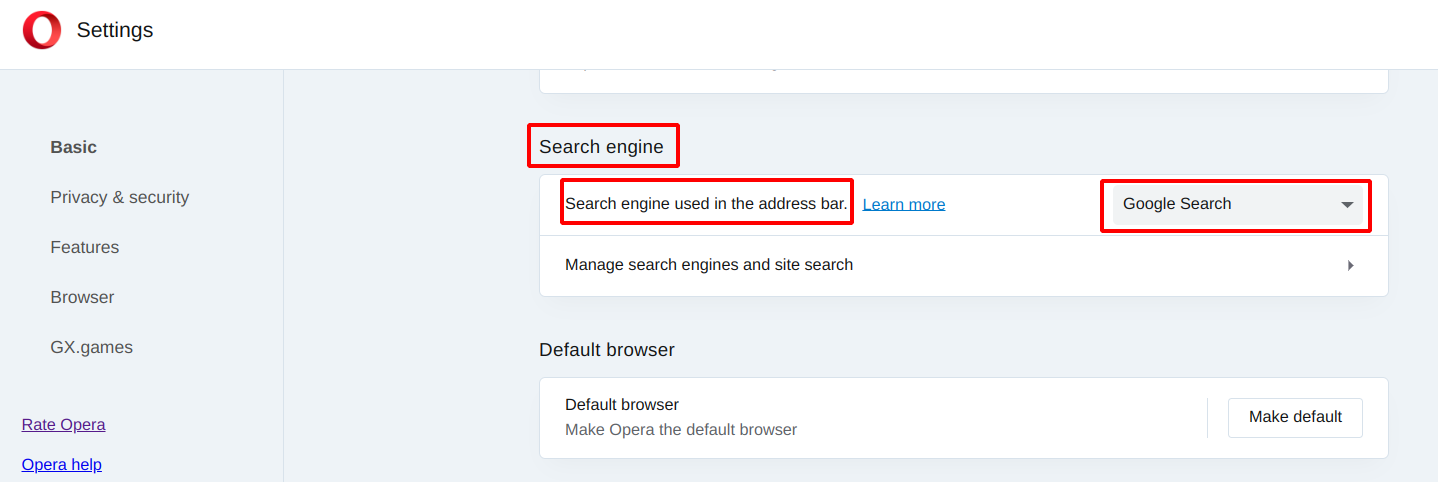 Settings
Basic
Privacy & security
Features
Browser
GX.games
Rate Opera
Opera help
Search engine
Search engine used in the address bar. Learn more Google Search
Manage search engines and site search
Default browser
Default browser
Make Opera the default browser
Make default